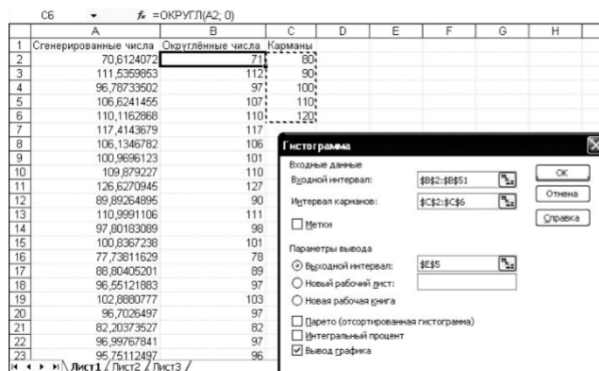 C6 fx =ОКРУГЛ(A2; 0)
A B C D E F G H
1 Сгенерированные числа Округлённые числа Карманы
2 70,6124072 71 80
3 111,5359853 112 90
4 96,78733502 97 100
5 106,6241455 107 110
6 110,1162868 110 120
7 117,4143679 117
8 106,1346782 106
9 100,9696123 101
10 109,879227 110
11 126,6270945 127
12 89,89264895 90
13 110,9991106 111
14 97,80183089 98
15 100,8367238 101
16 77,73811629 78
17 88,80405201 89
18 96,55121883 97
19 102,8880777 103
20 96,7026497 97
21 82,20373527 82
22 96,99767841 97
23 95,75112497 96
Лист1 Лист2 Лист3
Гистограмма
Входные данные
Входной интервал: $B$2:$B$51
Интервал карманов: $C$2:$C$6
Метки
Параметры вывода
Выходной интервал: $E$5
Новый рабочий лист:
Новая рабочая книга
Парето (отсортированная гистограмма)
Интегральный процент
Вывод графика
OK
Отмена
Справка